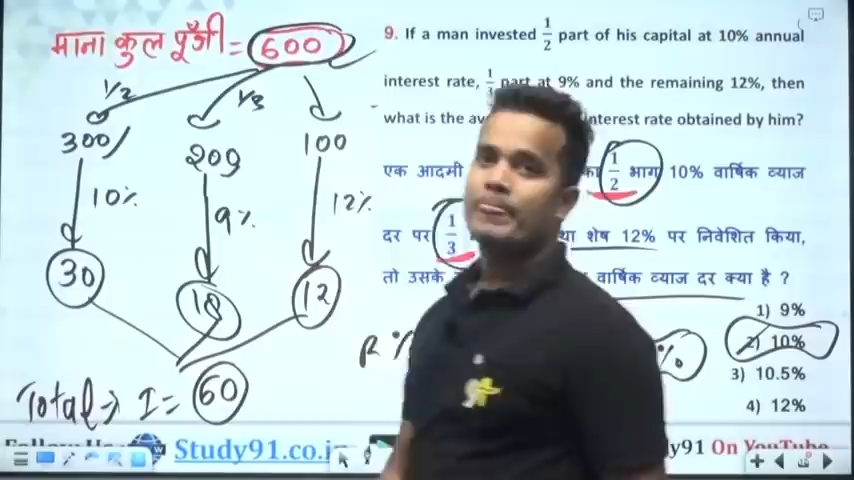 माना कुल पूँजी = 600
1/2
1/3
300
200
100
10%
9%
12%
30
18
12
Total → I = 60
9. If a man invested 1/2 part of his capital at 10% annual
interest rate, 1/3 part at 9% and the remaining 12%, then
what is the interest rate obtained by him?
एक आदमी 1/2 भाग 10% वार्षिक ब्याज
दर पर 1/3 शेष 12% पर निवेशित किया,
तो उसके वार्षिक ब्याज दर क्या है ?
R %
%
1) 9%
2) 10%
3) 10.5%
4) 12%
Study91.co.i
y91 On YouTube